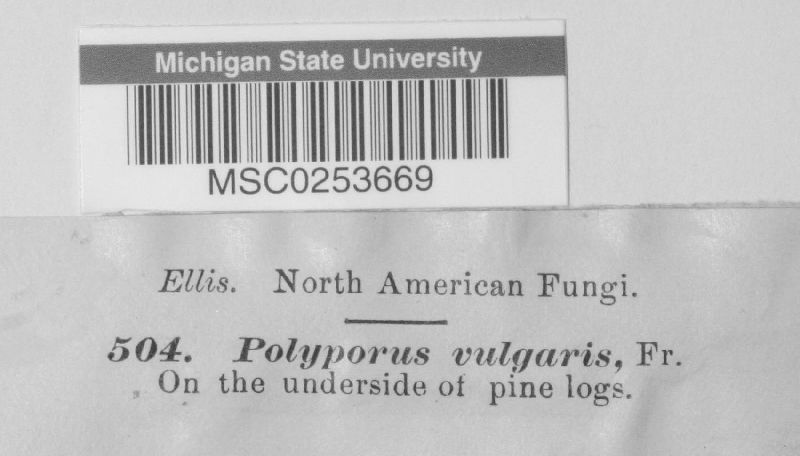 Michigan State University
MSC0253669
Ellis. North American Fungi.
504. Polyporus vulgaris, Fr.
On the underside of pine logs.